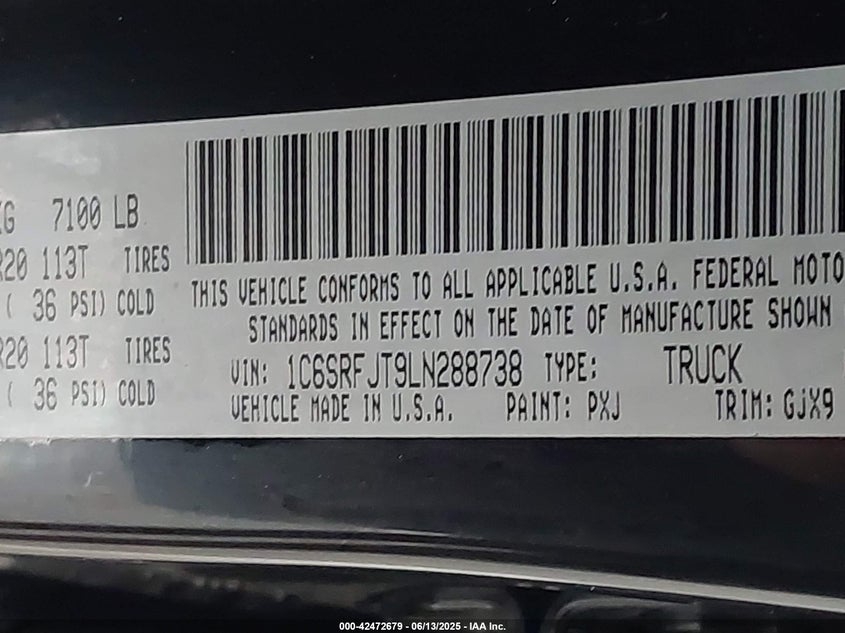 7100 LB
R20 113T TIRES
( 36 PSI) COLD
R20 113T TIRES
( 36 PSI) COLD
THIS VEHICLE CONFORMS TO ALL APPLICABLE U.S.A. FEDERAL MOTO
STANDARDS IN EFFECT ON THE DATE OF MANUFACTURE SHOWN
VIN: 1C6SRFJT9LN288738 TYPE: TRUCK
VEHICLE MADE IN U.S.A. PAINT: PXJ TRIM: GJX9
000-42472679 - 06/13/2025 - IAA Inc.